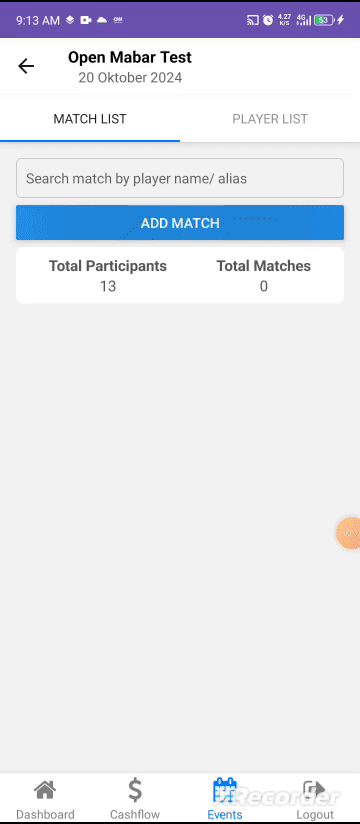 9:13 AM
4.27
K/S
4G
53
Open Mabar Test
20 Oktober 2024
MATCH LIST
PLAYER LIST
Search match by player name/ alias
ADD MATCH
Total Participants
Total Matches
13
0
Dashboard
Cashflow
Events
Logout
Recorder